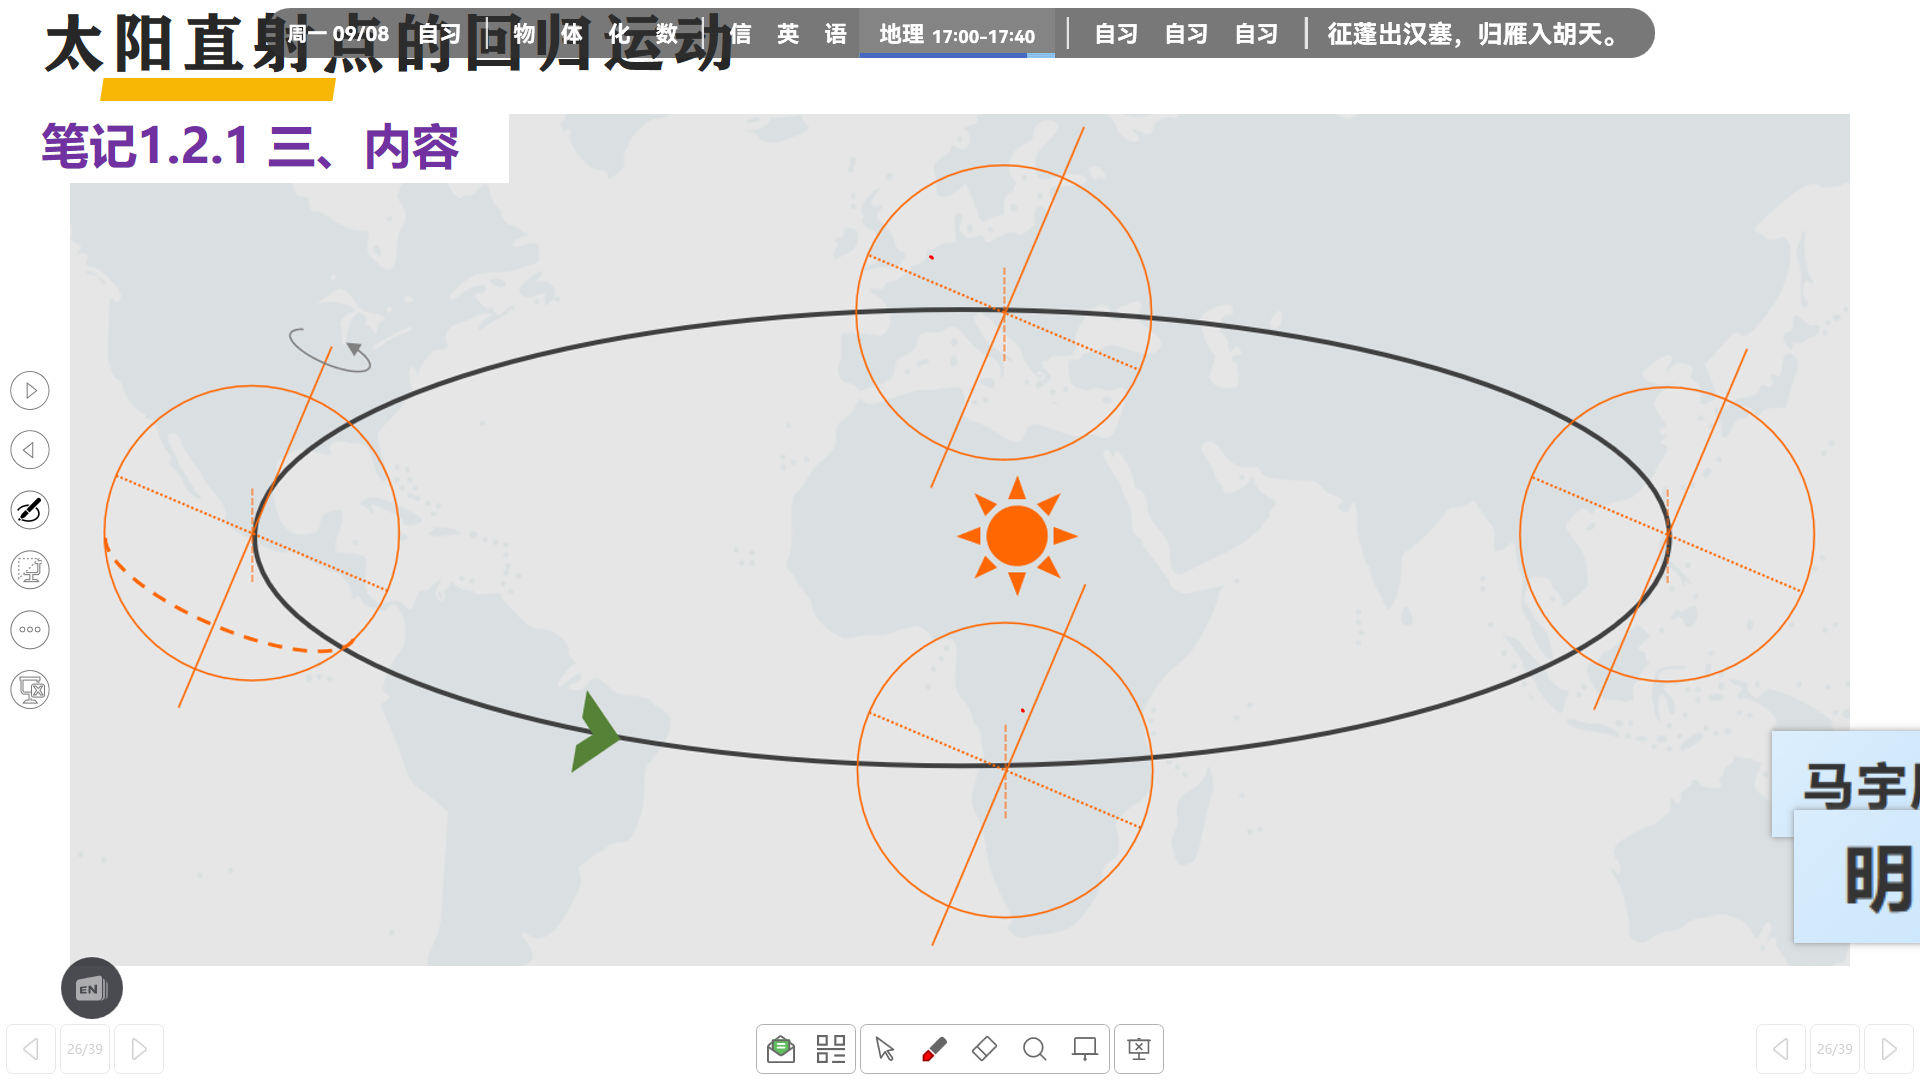 太阳直射点的回归运动
周一 09/08 自习 物 体 化 数 信 英 语 地理 17:00-17:40 自习 自习 自习 征蓬出汉塞，归雁入胡天。
笔记1.2.1 三、内容
马宇
明
EN
26/39
26/39